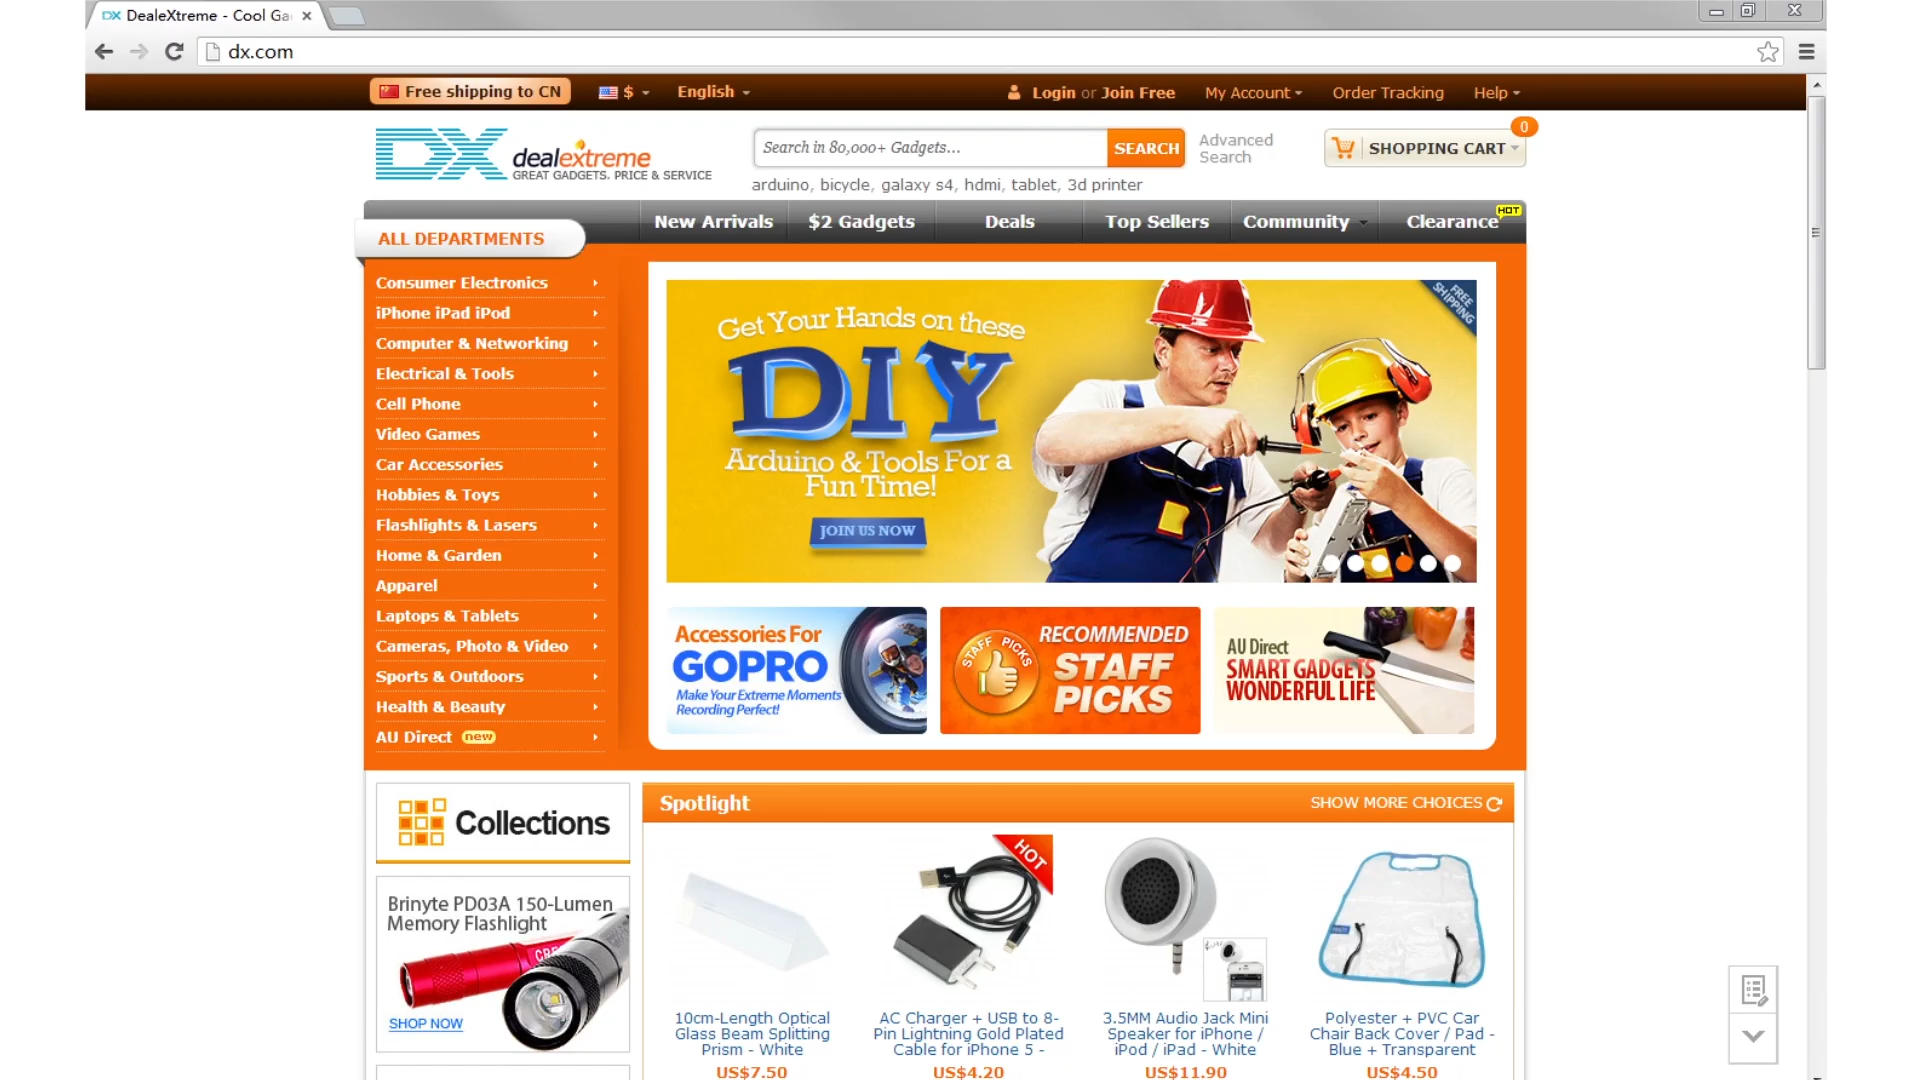 DX DealeXtreme - Cool Ga
dx.com
Free shipping to CN
$
English
Login or Join Free
My Account
Order Tracking
Help
DX
dealextreme
GREAT GADGETS. PRICE & SERVICE
Search in 80,000+ Gadgets...
SEARCH
Advanced
Search
0
SHOPPING CART
arduino, bicycle, galaxy s4, hdmi, tablet, 3d printer
New Arrivals
$2 Gadgets
Deals
Top Sellers
Community
Clearance
HOT
ALL DEPARTMENTS
Consumer Electronics
iPhone iPad iPod
Computer & Networking
Electrical & Tools
Cell Phone
Video Games
Car Accessories
Hobbies & Toys
Flashlights & Lasers
Home & Garden
Apparel
Laptops & Tablets
Cameras, Photo & Video
Sports & Outdoors
Health & Beauty
AU Direct new
FREE
SHIPPING
Get Your Hands on these
DIY
Arduino & Tools For a
Fun Time!
JOIN US NOW
Accessories For
GOPRO
Make Your Extreme Moments
Recording Perfect!
STAFF PICKS
RECOMMENDED
STAFF
PICKS
AU Direct
SMART GADGETS
WONDERFUL LIFE
Collections
Brinyte PD03A 150-Lumen
Memory Flashlight
SHOP NOW
Spotlight
SHOW MORE CHOICES
HOT
10cm-Length Optical
Glass Beam Splitting
Prism - White
US$7.50
AC Charger + USB to 8-
Pin Lightning Gold Plated
Cable for iPhone 5 -
US$4.20
3.5MM Audio Jack Mini
Speaker for iPhone /
iPod / iPad - White
US$11.90
Polyester + PVC Car
Chair Back Cover / Pad -
Blue + Transparent
US$4.50